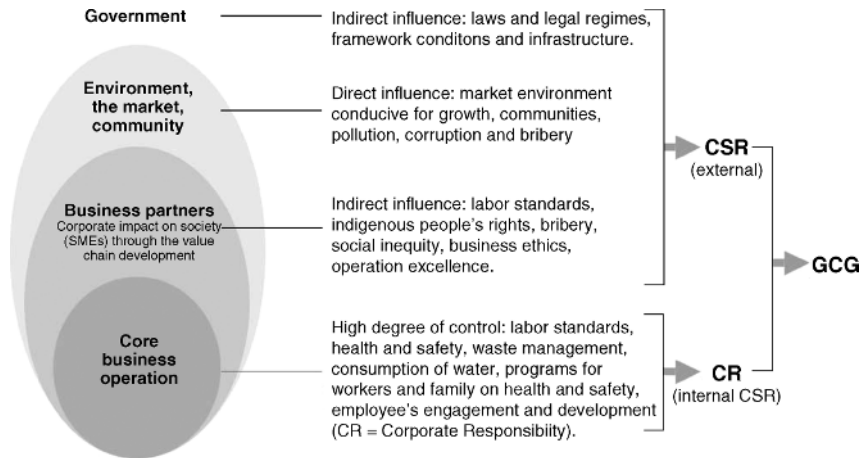 Government
Indirect influence: laws and legal regimes,
framework conditons and infrastructure.
Environment,
the market,
community
Direct influence: market environment
conducive for growth, communities,
pollution, corruption and bribery
CSR
(external)
Business partners
Corporate impact on society
(SMEs) through the value
chain development
Indirect influence: labor standards,
indigenous people's rights, bribery,
social inequity, business ethics,
operation excellence.
GCG
Core
business
operation
High degree of control: labor standards,
health and safety, waste management,
consumption of water, programs for
workers and family on health and safety,
employee's engagement and development
(CR = Corporate Responsibiity).
CR
(internal CSR)